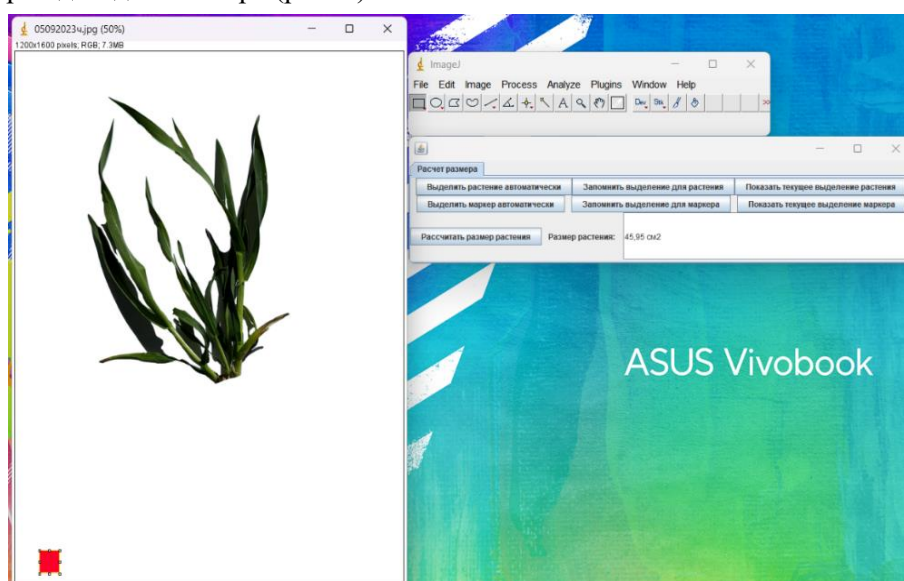 05092023ч.jpg (50%)
1200x1600 pixels; RGB; 7.3MB
ImageJ
File Edit Image Process Analyze Plugins Window Help
Dev Stk
Расчет размера
Выделить растение автоматически Запомнить выделение для растения Показать текущее выделение растения
Выделить маркер автоматически Запомнить выделение для маркера Показать текущее выделение маркера
Рассчитать размер растения Размер растения: 45,95 см2
ASUS Vivobook